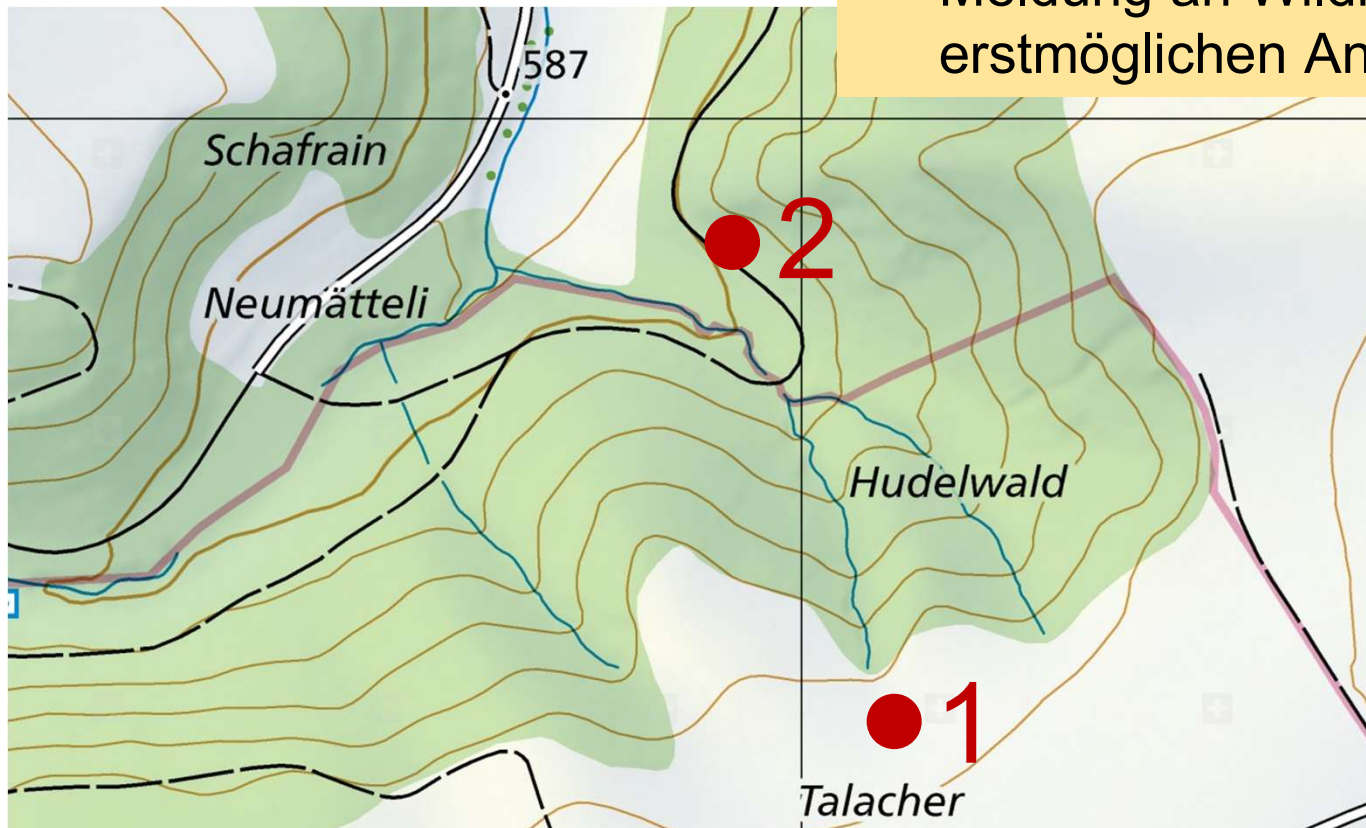 erstmöglichen An
587
Schafrain
2
Neumätteli
Hudelwald
1
Talacher